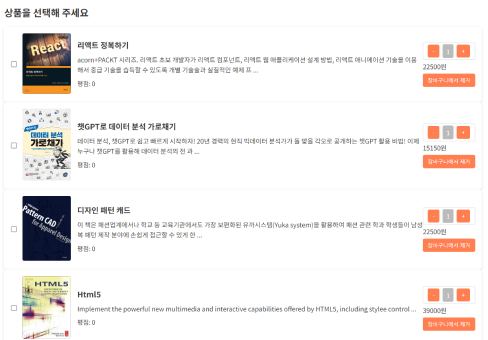 상품을 선택해 주세요
React
리액트 정복하기
acorn+PACKT 시리즈. 리액트 초보 개발자가 리액트 컴포넌트, 리액트 웹 애플리케이션 설계 방법, 리액트 애니메이션 기술을 이용
해서 중급 기술을 습득할 수 있도록 개별 기술과 실질적인 예제 프 ...
평점: 0
- 3 +
22500원
장바구니에서 제거
데이터 분석
가로채기
챗GPT로 데이터 분석 가로채기
데이터 분석, 챗GPT로 쉽고 빠르게 시작하자! 20년 경력의 현직 빅데이터 분석가가 돌 맞을 각오로 공개하는 챗GPT 활용 비법! 이제
누구나 챗GPT를 활용해 데이터 분석의 전 과 ...
평점: 0
15150원
장바구니에서 제거
Pattern CAD
for Apparel Design
디자인 패턴 캐드
이 책은 패션업계에서나 학교 등 교육기관에서도 가장 보편화된 유까시스템(Yuka system)을 활용하여 패션 관련 학과 학생들이 남성
복 패턴 제작 분야에 손쉽게 접근할 수 있게 한 ...
평점: 0
22500원
장바구니에서 제거
HTML5
Html5
Implement the powerful new multimedia and interactive capabilities offered by HTML5, including stylee control ...
평점: 0
39000원
장바구니에서 제거